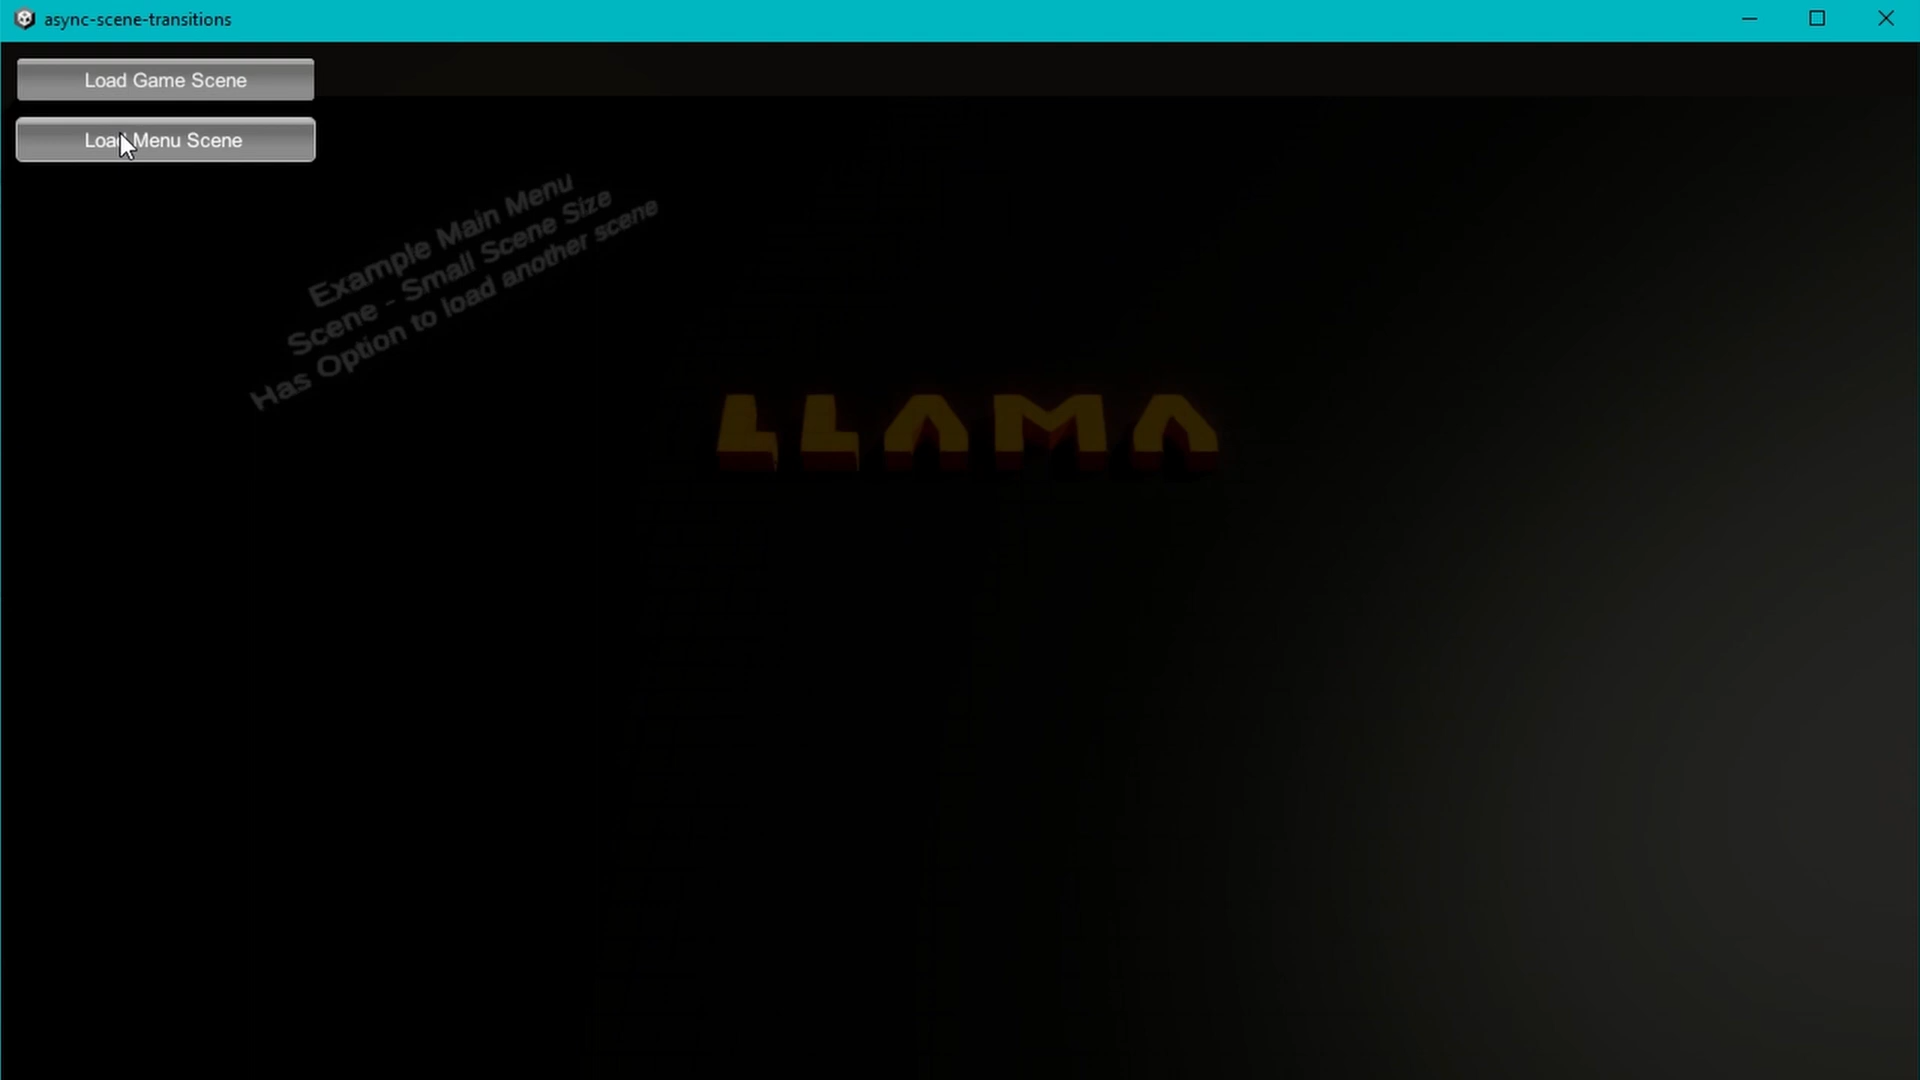 async-scene-transitions
Load Game Scene
Load Menu Scene
Example Main Menu
Scene - Small Scene Size
Has Option to load another scene
LLAMA